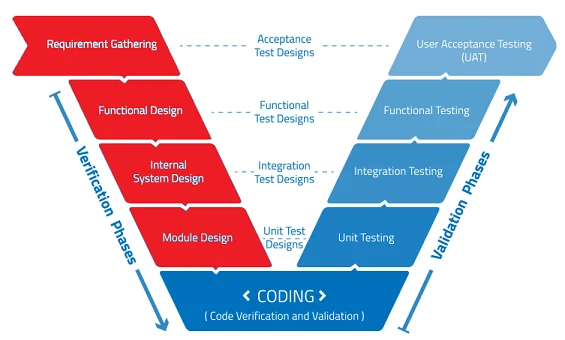 Requirement Gathering
Acceptance
Test Designs
User Acceptance Testing
(UAT)
Functional Design
Functional
Test Designs
Functional Testing
Internal
System Design
Integration
Test Designs
Integration Testing
Module Design
Unit Test
Designs
Unit Testing
Verification Phases
Validation Phases
< CODING >
( Code Verification and Validation )